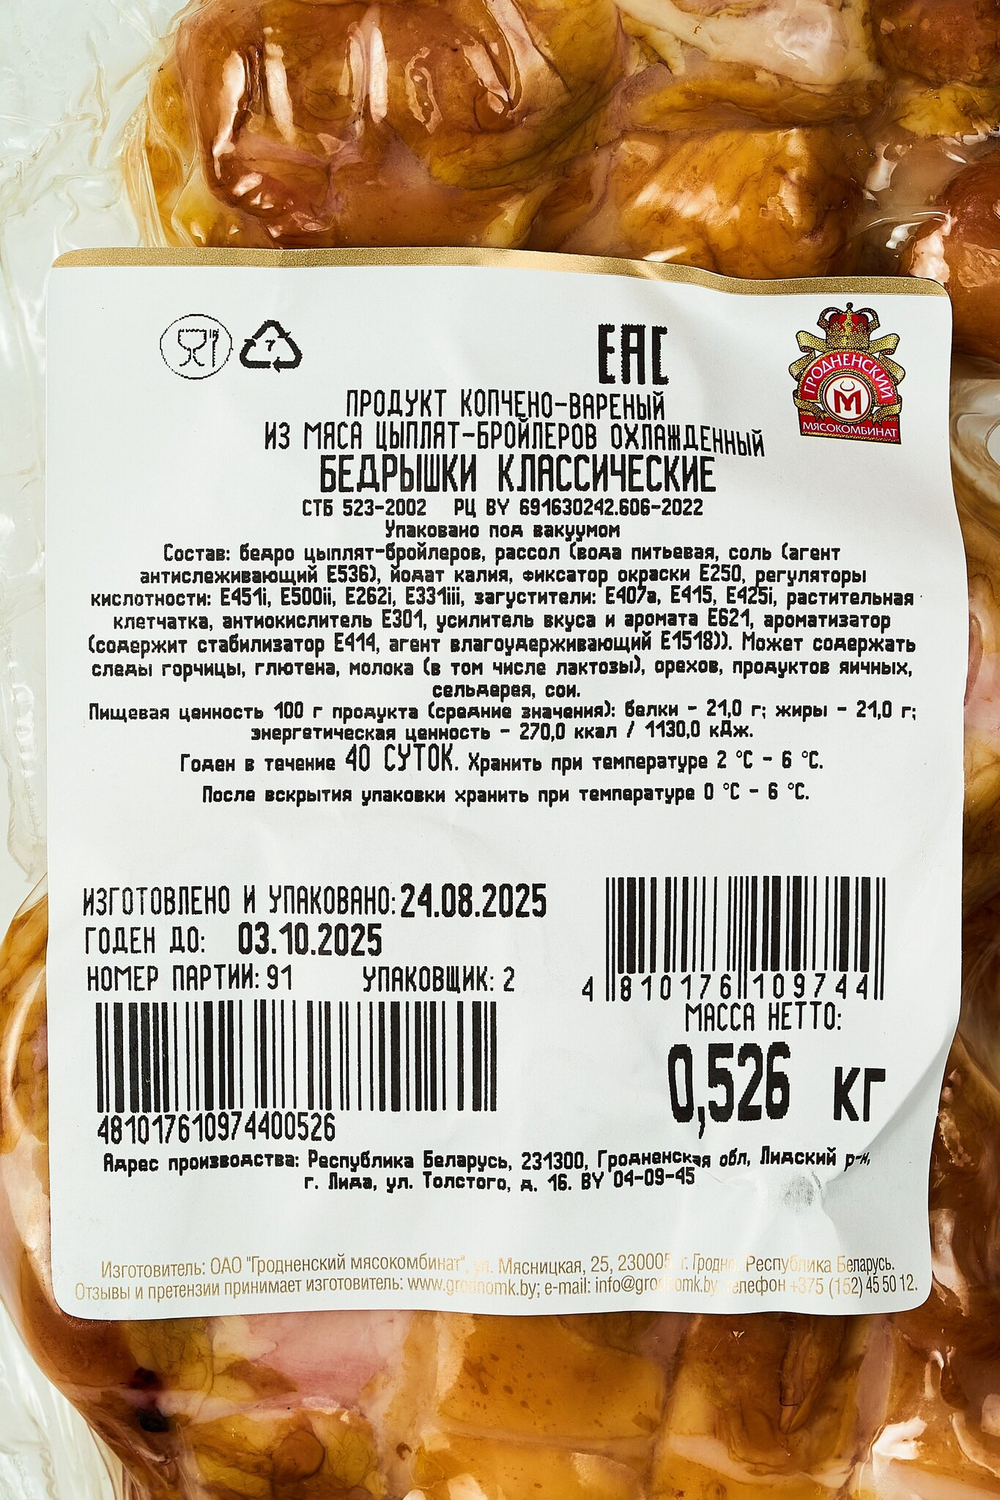 7
ЕАС
ГРОДНЕНСКИЙ
М
МЯСОКОМБИНАТ
ПРОДУКТ КОПЧЕНО-ВАРЕНЫЙ
ИЗ МЯСА ЦЫПЛЯТ-БРОЙЛЕРОВ ОХЛАЖДЕННЫЙ
БЕДРЫШКИ КЛАССИЧЕСКИЕ
СТБ 523-2002 РЦ BY 691630242.606-2022
Упаковано под вакуумом
Состав: бедро цыплят-бройлеров, рассол (вода питьевая, соль (агент
антислеживающий Е536), йодат калия, фиксатор окраски Е250, регуляторы
кислотности: Е451i, Е500ii, Е262i, Е331iii, загустители: Е407а, Е415, Е425i, растительная
клетчатка, антиокислитель Е301, усилитель вкуса и аромата Е621, ароматизатор
(содержит стабилизатор Е414, агент влагоудерживающий Е1518)). Может содержать
следы горчицы, глютена, молока (в том числе лактозы), орехов, продуктов яичных,
сельдерея, сои.
Пищевая ценность 100 г продукта (средние значения): белки - 21,0 г; жиры - 21,0 г;
энергетическая ценность - 270,0 ккал / 1130,0 кДж.
Годен в течение 40 СУТОК. Хранить при температуре 2 °С - 6 °С.
После вскрытия упаковки хранить при температуре 0 °С - 6 °С.
ИЗГОТОВЛЕНО И УПАКОВАНО: 24.08.2025
ГОДЕН ДО: 03.10.2025
НОМЕР ПАРТИИ: 91 УПАКОВЩИК: 2
4 810176 109744
МАССА НЕТТО:
0,526 кг
481017610974400526
Адрес производства: Республика Беларусь, 231300, Гродненская обл, Лидский р-н,
г. Лида, ул. Толстого, д. 16. BY 04-09-45
Изготовитель: ОАО "Гродненский мясокомбинат", ул. Мясницкая, 25, 230005, г. Гродно, Республика Беларусь.
Отзывы и претензии принимает изготовитель: www.grodnomk.by; e-mail: info@grodnomk.by, телефон +375 (152) 45 50 12.